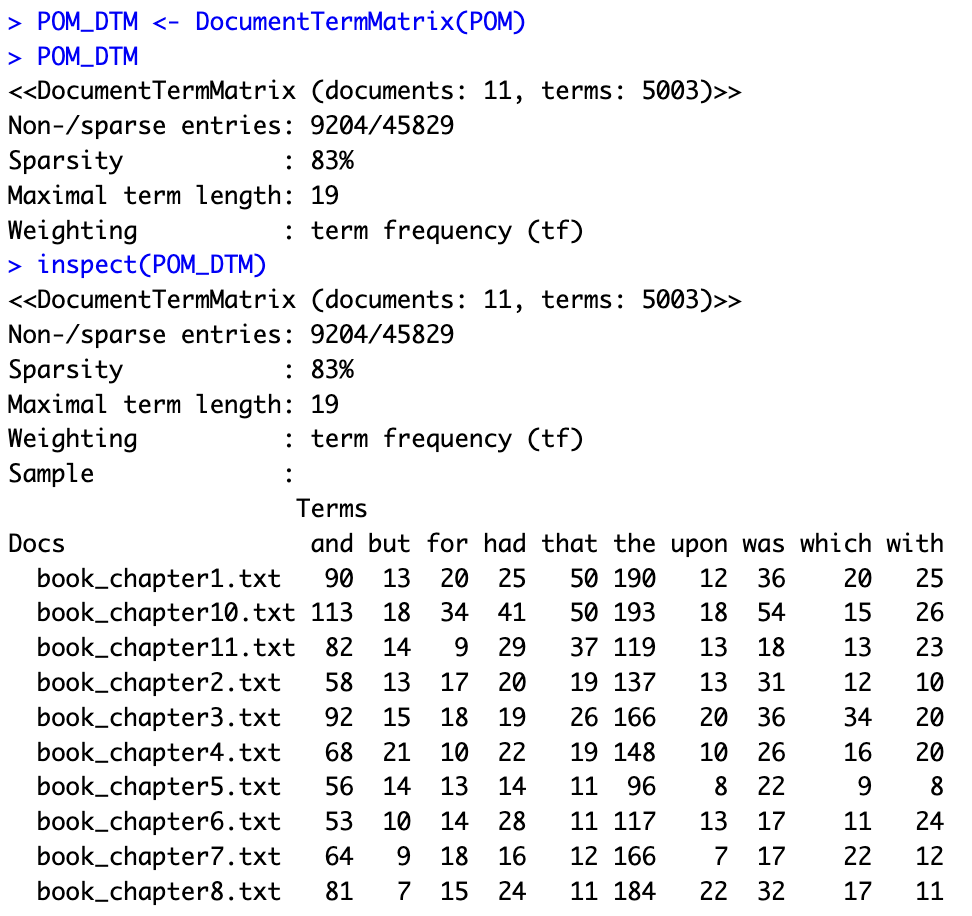 > POM_DTM <- DocumentTermMatrix(POM)
> POM_DTM
<<DocumentTermMatrix (documents: 11, terms: 5003)>>
Non-/sparse entries: 9204/45829
Sparsity           : 83%
Maximal term length: 19
Weighting          : term frequency (tf)
> inspect(POM_DTM)
<<DocumentTermMatrix (documents: 11, terms: 5003)>>
Non-/sparse entries: 9204/45829
Sparsity           : 83%
Maximal term length: 19
Weighting          : term frequency (tf)
Sample             :
                    Terms
Docs                 and but for had that the upon was which with
  book_chapter1.txt   90  13  20  25   50 190   12  36    20   25
  book_chapter10.txt 113  18  34  41   50 193   18  54    15   26
  book_chapter11.txt  82  14   9  29   37 119   13  18    13   23
  book_chapter2.txt   58  13  17  20   19 137   13  31    12   10
  book_chapter3.txt   92  15  18  19   26 166   20  36    34   20
  book_chapter4.txt   68  21  10  22   19 148   10  26    16   20
  book_chapter5.txt   56  14  13  14   11  96    8  22     9    8
  book_chapter6.txt   53  10  14  28   11 117   13  17    11   24
  book_chapter7.txt   64   9  18  16   12 166    7  17    22   12
  book_chapter8.txt   81   7  15  24   11 184   22  32    17   11